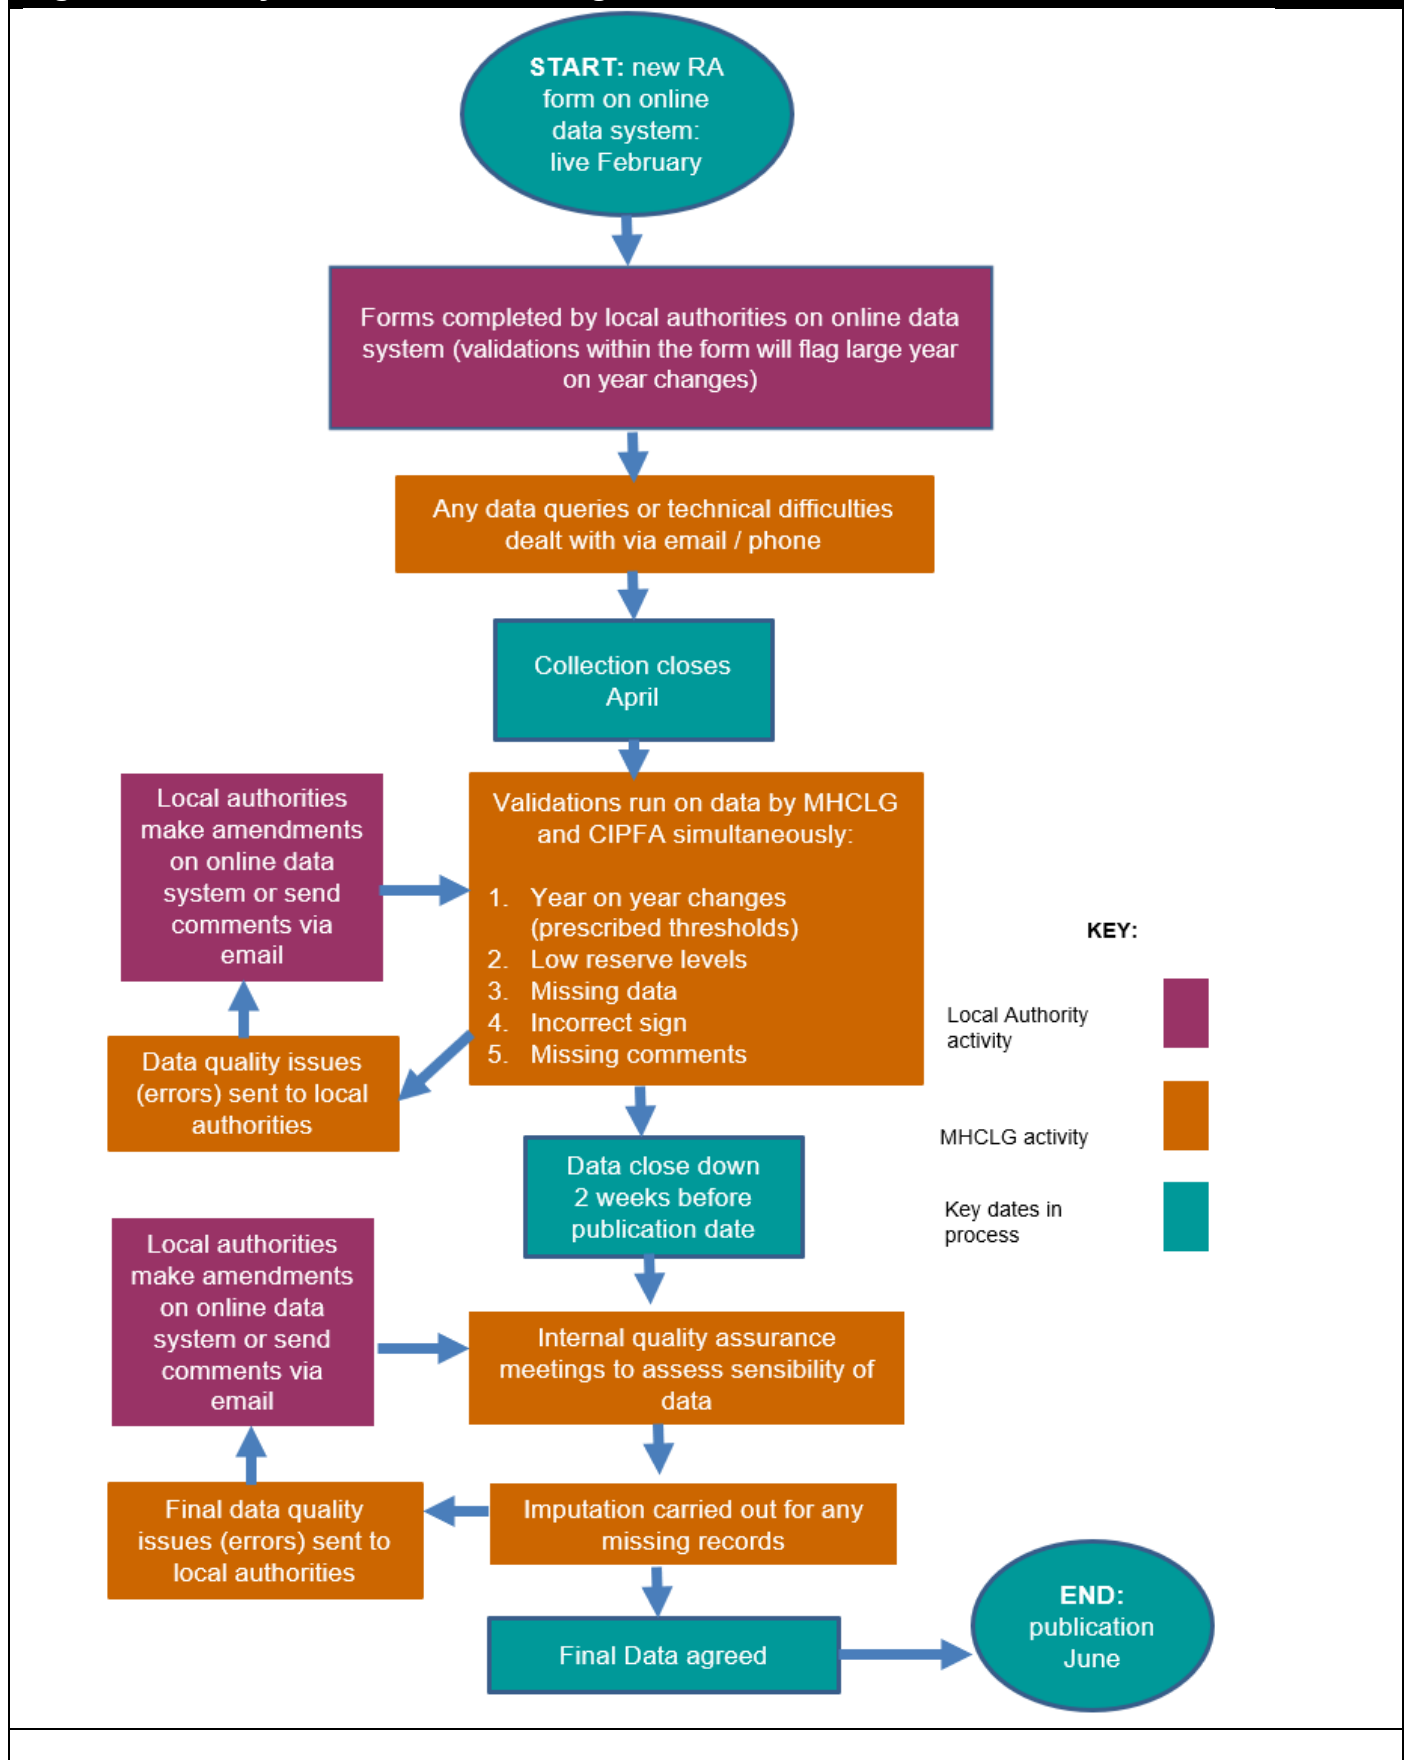 START: new RA
form on online
data system:
live February
Forms completed by local authorities on online data
system (validations within the form will flag large year
on year changes)
Any data queries or technical difficulties
dealt with via email / phone
Collection closes
April
Local authorities
make amendments
on online data
system or send
comments via
email
Validations run on data by MHCLG
and CIPFA simultaneously:
1. Year on year changes
(prescribed thresholds)
2. Low reserve levels
3. Missing data
4. Incorrect sign
5. Missing comments
Data quality issues
(errors) sent to local
authorities
KEY:
Local Authority
activity
MHCLG activity
Key dates in
process
Data close down
2 weeks before
publication date
Local authorities
make amendments
on online data
system or send
comments via
email
Internal quality assurance
meetings to assess sensibility of
data
Final data quality
issues (errors) sent to
local authorities
Imputation carried out for any
missing records
Final Data agreed
END:
publication
June